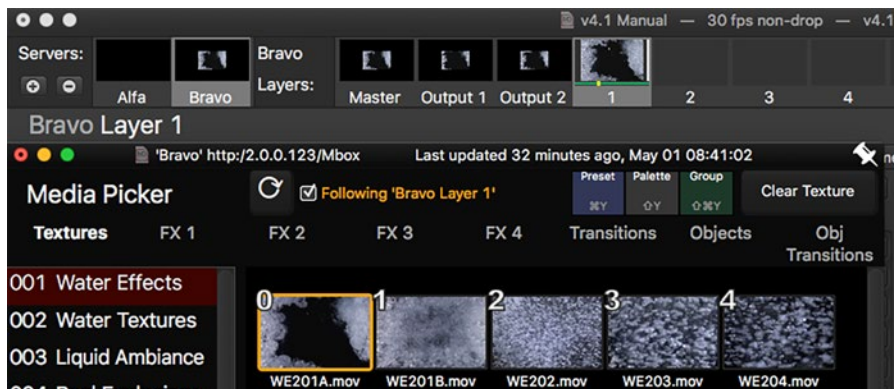 v4.1 Manual — 30 fps non-drop — v4.1
Servers:
Bravo
Layers:
Alfa Bravo Master Output 1 Output 2 1 2 3 4
Bravo Layer 1
'Bravo' http:/2.0.0.123/Mbox Last updated 32 minutes ago, May 01 08:41:02
Media Picker
Following 'Bravo Layer 1'
Preset Palette Group
⌘Y ⇧Y ⇧⌘Y
Clear Texture
Textures FX 1 FX 2 FX 3 FX 4 Transitions Objects Obj
Transitions
001 Water Effects
002 Water Textures
003 Liquid Ambiance
0 1 2 3 4
WE201A.mov WE201B.mov WE202.mov WE203.mov WE204.mov